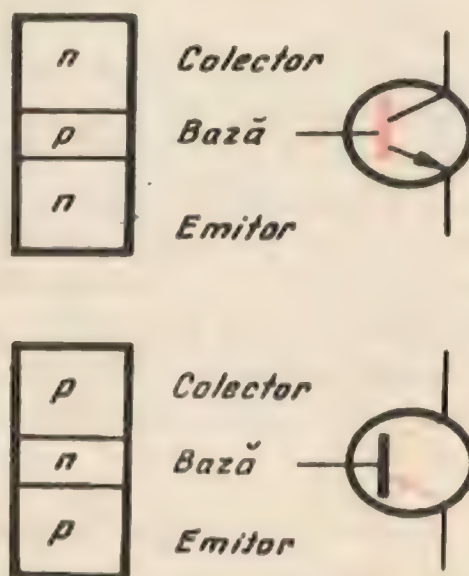 n Colector
p Bază
n Emitor
p Colector
n Bază
p Emitor